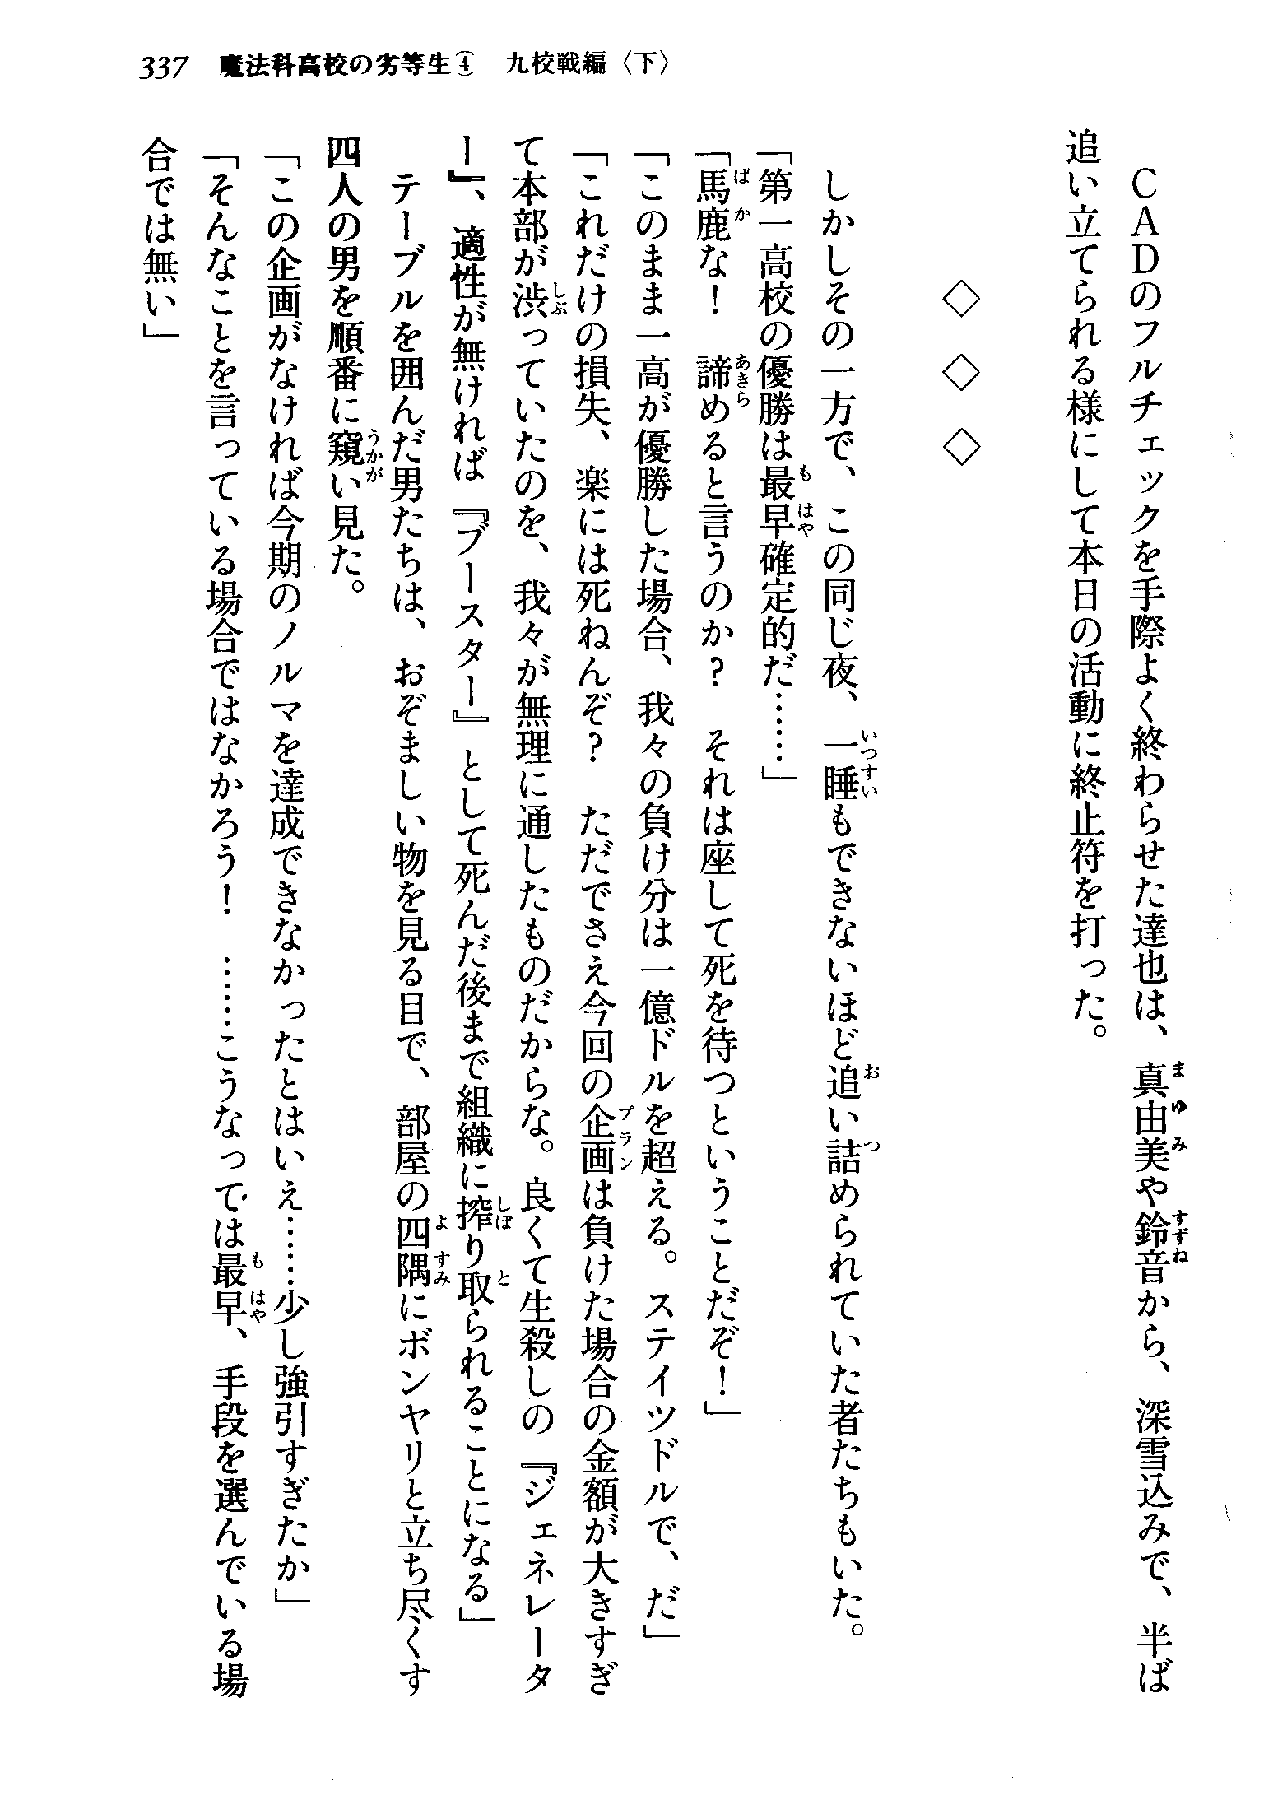 337　魔法科高校の劣等生④　九校戦編〈下〉
　ＣＡＤのフルチェックを手際よく終わらせた達也は、真由美や鈴音から、深雪込みで、半ば
追い立てられる様にして本日の活動に終止符を打った。
◇　◇　◇
　しかしその一方で、この同じ夜、一睡もできないほど追い詰められていた者たちもいた。
「第一高校の優勝は最早確定的だ……」
「馬鹿な！　諦めると言うのか？　それは座して死を待つということだぞ！」
「このまま一高が優勝した場合、我々の負け分は一億ドルを超える。ステイツドルで、だ」
「これだけの損失、楽には死ねんぞ？　ただでさえ今回の企画は負けた場合の金額が大きすぎ
て本部が渋っていたのを、我々が無理に通したものだからな。良くて生殺しの『ジェネレータ
ー』、適性が無ければ『ブースター』として死んだ後まで組織に搾り取られることになる」
　テーブルを囲んだ男たちは、おぞましい物を見る目で、部屋の四隅にボンヤリと立ち尽くす
四人の男を順番に窺い見た。
「この企画がなければ今期のノルマを達成できなかったとはいえ……少し強引すぎたか」
「そんなことを言っている場合ではなかろう！　……こうなっては最早、手段を選んでいる場
合では無い」